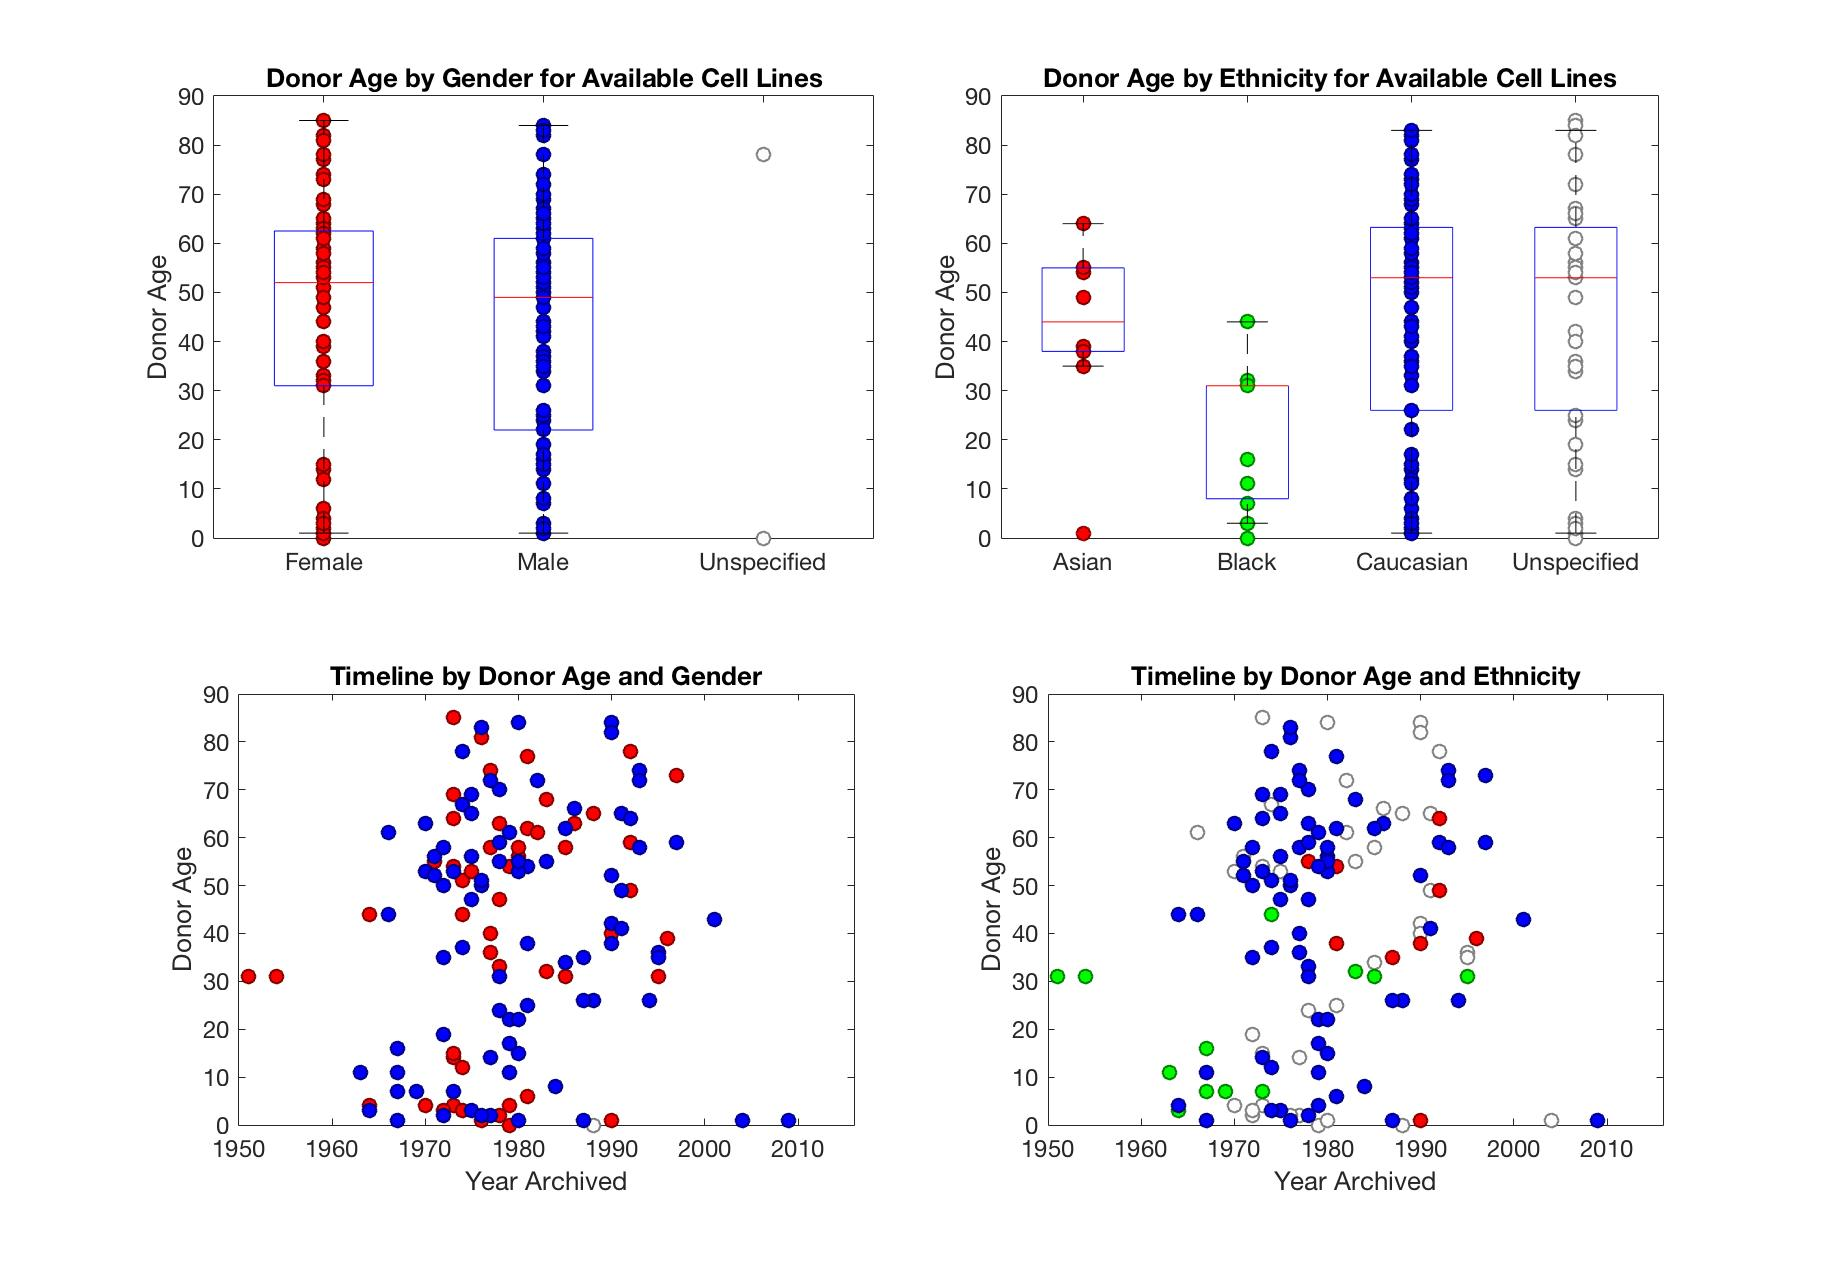 Donor Age by Gender for Available Cell Lines
90
80
70
60
50
40
30
20
10
0
Donor Age
Female Male Unspecified
Donor Age by Ethnicity for Available Cell Lines
90
80
70
60
50
40
30
20
10
0
Donor Age
Asian Black Caucasian Unspecified
Timeline by Donor Age and Gender
90
80
70
60
50
40
30
20
10
0
Donor Age
1950 1960 1970 1980 1990 2000 2010
Year Archived
Timeline by Donor Age and Ethnicity
90
80
70
60
50
40
30
20
10
0
Donor Age
1950 1960 1970 1980 1990 2000 2010
Year Archived